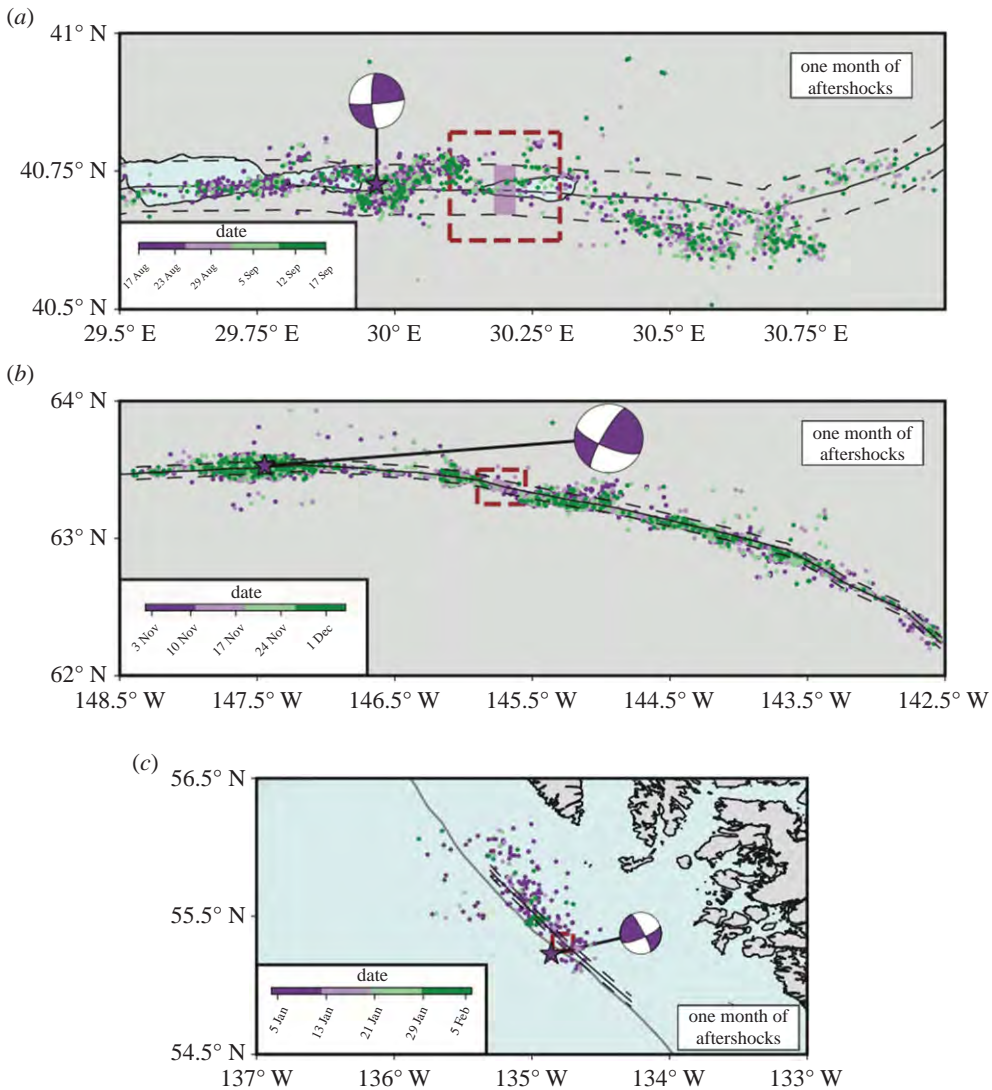 (a)
41° N
one month of
aftershocks
40.75° N
date
17 Aug
23 Aug
29 Aug
5 Sep
12 Sep
17 Sep
40.5° N
29.5° E
29.75° E
30° E
30.25° E
30.5° E
30.75° E
(b)
64° N
one month of
aftershocks
63° N
date
3 Nov
10 Nov
17 Nov
24 Nov
1 Dec
62° N
148.5° W
147.5° W
146.5° W
145.5° W
144.5° W
143.5° W
142.5° W
(c)
56.5° N
55.5° N
date
5 Jan
13 Jan
21 Jan
29 Jan
5 Feb
one month of
aftershocks
54.5° N
137° W
136° W
135° W
134° W
133° W